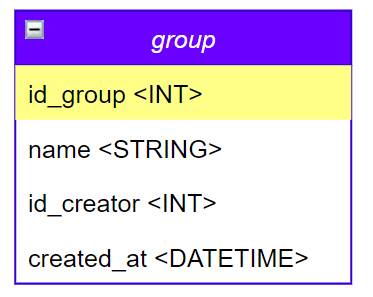 group
id_group <INT>
name <STRING>
id_creator <INT>
created_at <DATETIME>